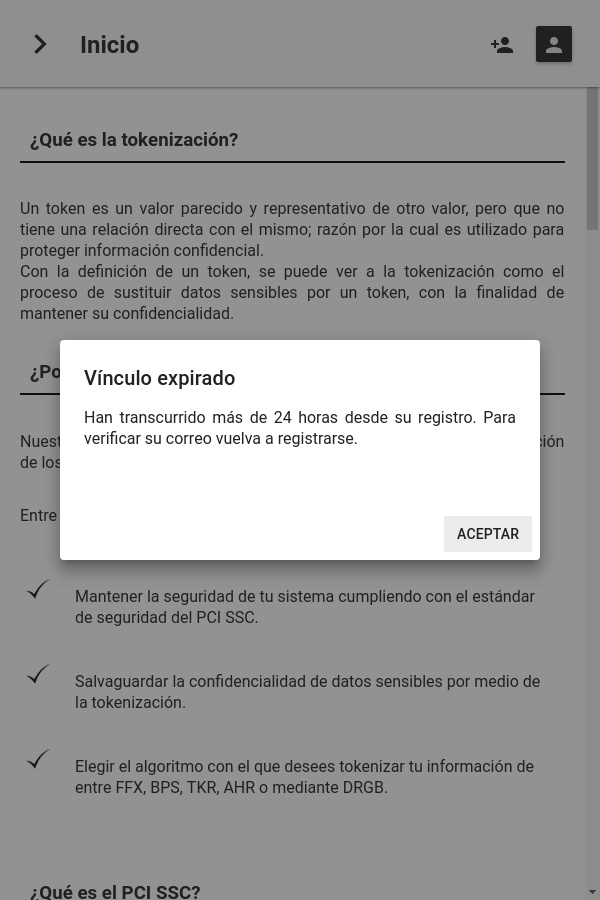 Inicio
¿Qué es la tokenización?
Un token es un valor parecido y representativo de otro valor, pero que no
tiene una relación directa con el mismo; razón por la cual es utilizado para
proteger información confidencial.
Con la definición de un token, se puede ver a la tokenización como el
proceso de sustituir datos sensibles por un token, con la finalidad de
mantener su confidencialidad.
Vínculo expirado
Han transcurrido más de 24 horas desde su registro. Para
verificar su correo vuelva a registrarse.
ACEPTAR
de los
Entre
Mantener la seguridad de tu sistema cumpliendo con el estándar
de seguridad del PCI SSC.
Salvaguardar la confidencialidad de datos sensibles por medio de
la tokenización.
Elegir el algoritmo con el que desees tokenizar tu información de
entre FFX, BPS, TKR, AHR o mediante DRGB.
¿Qué es el PCI SSC?